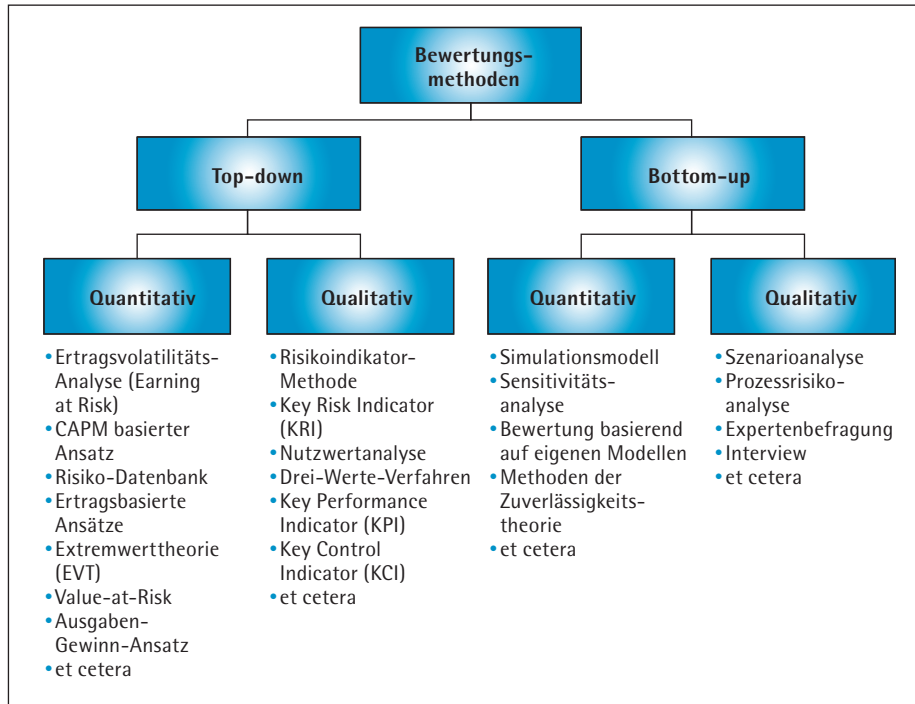 Bewertungs-
methoden
Top-down
Bottom-up
Quantitativ
Qualitativ
Quantitativ
Qualitativ
• Ertragsvolatilitäts-
Analyse (Earning
at Risk)
• CAPM basierter
Ansatz
• Risiko-Datenbank
• Ertragsbasierte
Ansätze
• Extremwerttheorie
(EVT)
• Value-at-Risk
• Ausgaben-
Gewinn-Ansatz
• et cetera
• Risikoindikator-
Methode
• Key Risk Indicator
(KRI)
• Nutzwertanalyse
• Drei-Werte-Verfahren
• Key Performance
Indicator (KPI)
• Key Control
Indicator (KCI)
• et cetera
• Simulationsmodell
• Sensitivitäts-
analyse
• Bewertung basierend
auf eigenen Modellen
• Methoden der
Zuverlässigkeits-
theorie
• et cetera
• Szenarioanalyse
• Prozessrisiko-
analyse
• Expertenbefragung
• Interview
• et cetera